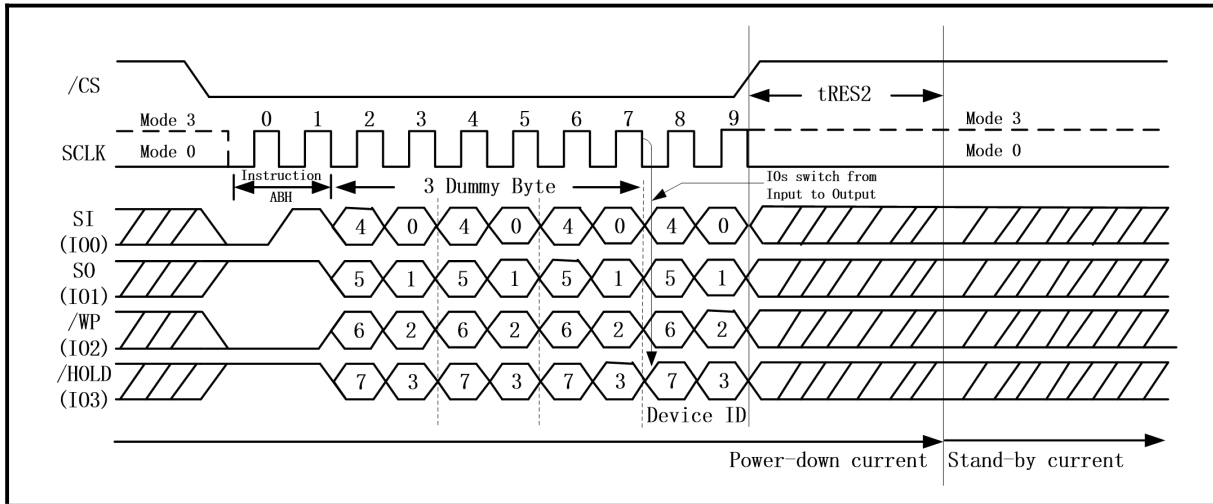 /CS
tRES2
Mode 3
0 1 2 3 4 5 6 7 8 9
Mode 3
SCLK
Mode 0
Mode 0
Instruction
ABH
3 Dummy Byte
IOs switch from
Input to Output
SI
(IO0)
4 0 4 0 4 0 4 0
SO
(IO1)
5 1 5 1 5 1 5 1
/WP
(IO2)
6 2 6 2 6 2 6 2
/HOLD
(IO3)
7 3 7 3 7 3 7 3
Device ID
Power-down current
Stand-by current